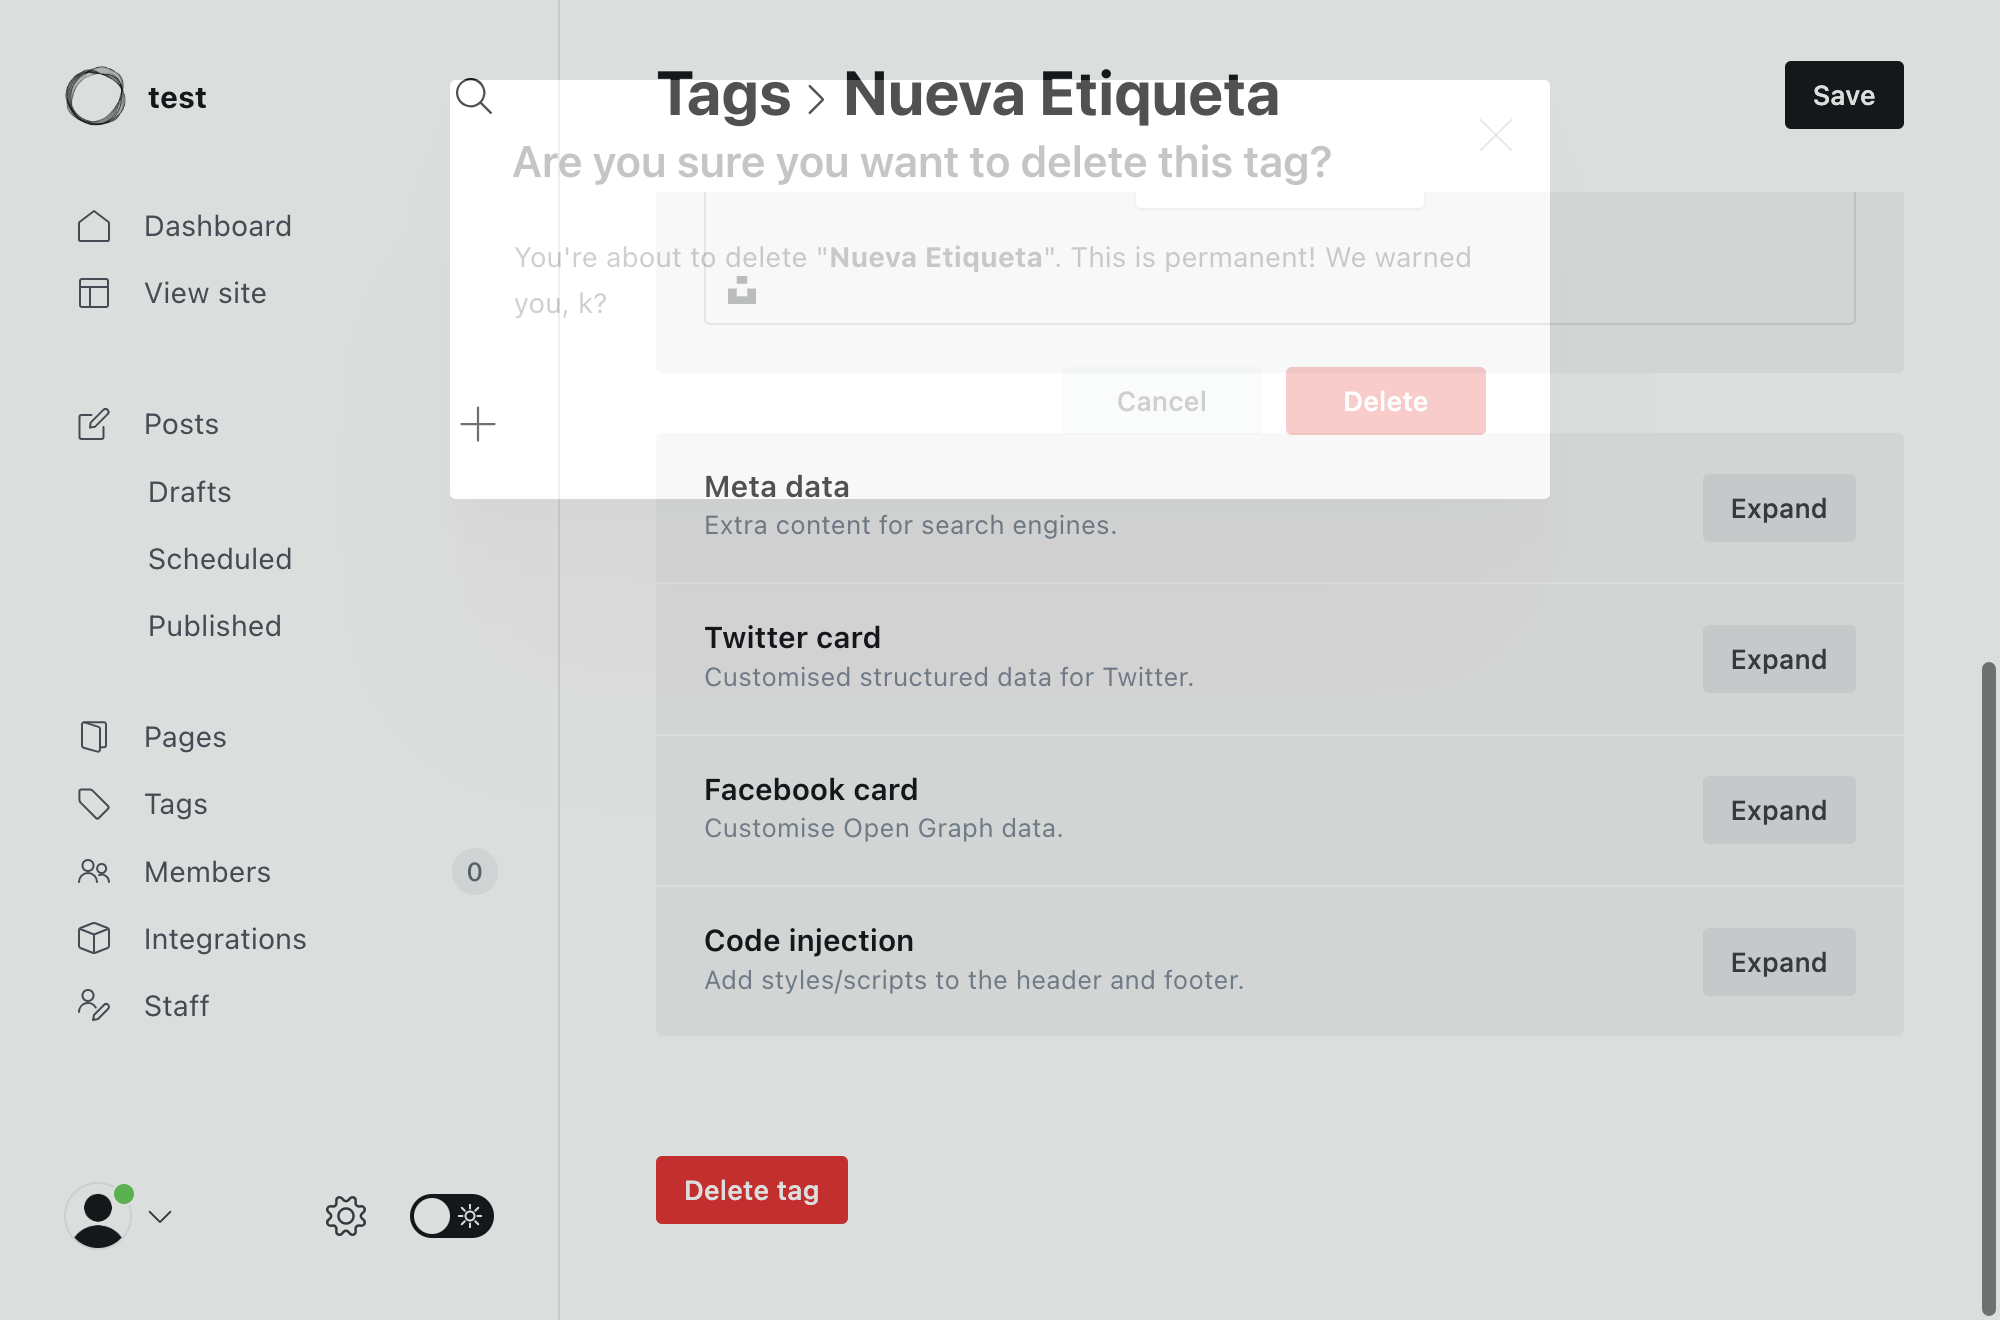 test
Dashboard
View site
Posts
Drafts
Scheduled
Published
Pages
Tags
Members 0
Integrations
Staff
Tags > Nueva Etiqueta
Save
Are you sure you want to delete this tag?
You're about to delete "Nueva Etiqueta". This is permanent! We warned
you, k?
Cancel Delete
Meta data
Extra content for search engines.
Expand
Twitter card
Customised structured data for Twitter.
Expand
Facebook card
Customise Open Graph data.
Expand
Code injection
Add styles/scripts to the header and footer.
Expand
Delete tag